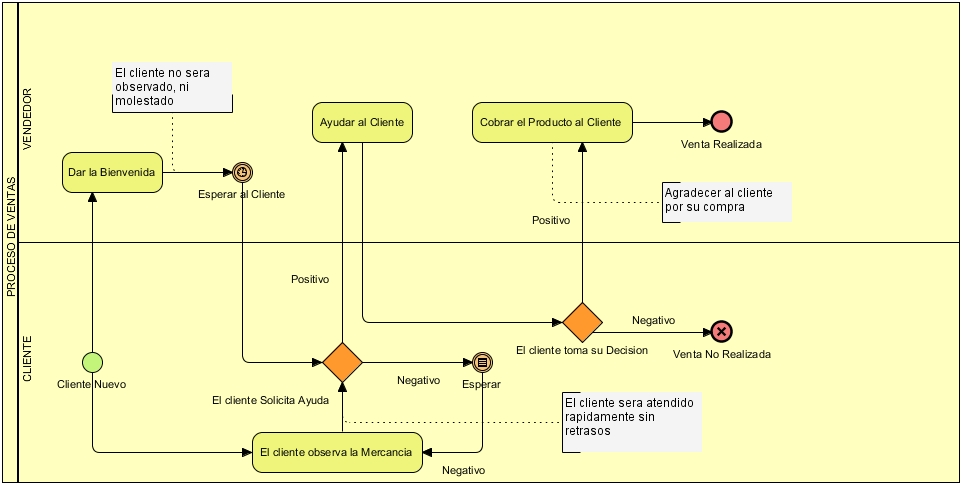 PROCESO DE VENTAS
VENDEDOR
El cliente no sera
observado, ni
molestado
Dar la Bienvenida
Esperar al Cliente
Ayudar al Cliente
Cobrar el Producto al Cliente
Venta Realizada
Agradecer al cliente
por su compra
Positivo
CLIENTE
Positivo
Cliente Nuevo
El cliente Solicita Ayuda
Negativo
Esperar
El cliente toma su Decision
Negativo
Venta No Realizada
El cliente sera atendido
rapidamente sin
retrasos
El cliente observa la Mercancia
Negativo